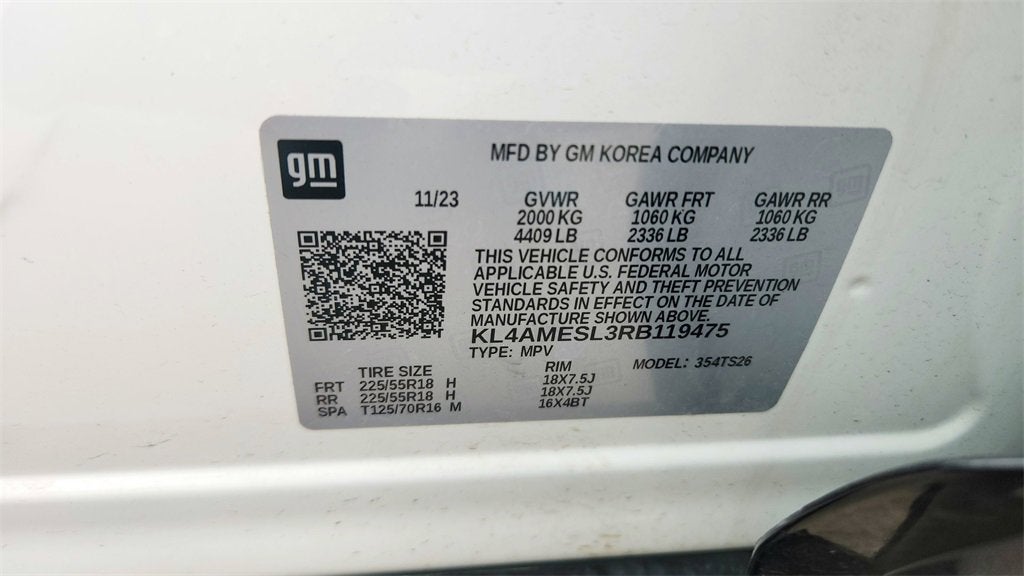 gm
MFD BY GM KOREA COMPANY
11/23 GVWR GAWR FRT GAWR RR
2000 KG 1060 KG 1060 KG
4409 LB 2336 LB 2336 LB
THIS VEHICLE CONFORMS TO ALL
APPLICABLE U.S. FEDERAL MOTOR
VEHICLE SAFETY AND THEFT PREVENTION
STANDARDS IN EFFECT ON THE DATE OF
MANUFACTURE SHOWN ABOVE.
KL4AMESL3RB119475
TYPE: MPV MODEL: 354TS26
TIRE SIZE RIM
FRT 225/55R18 H 18X7.5J
RR 225/55R18 H 18X7.5J
SPA T125/70R16 M 16X4BT